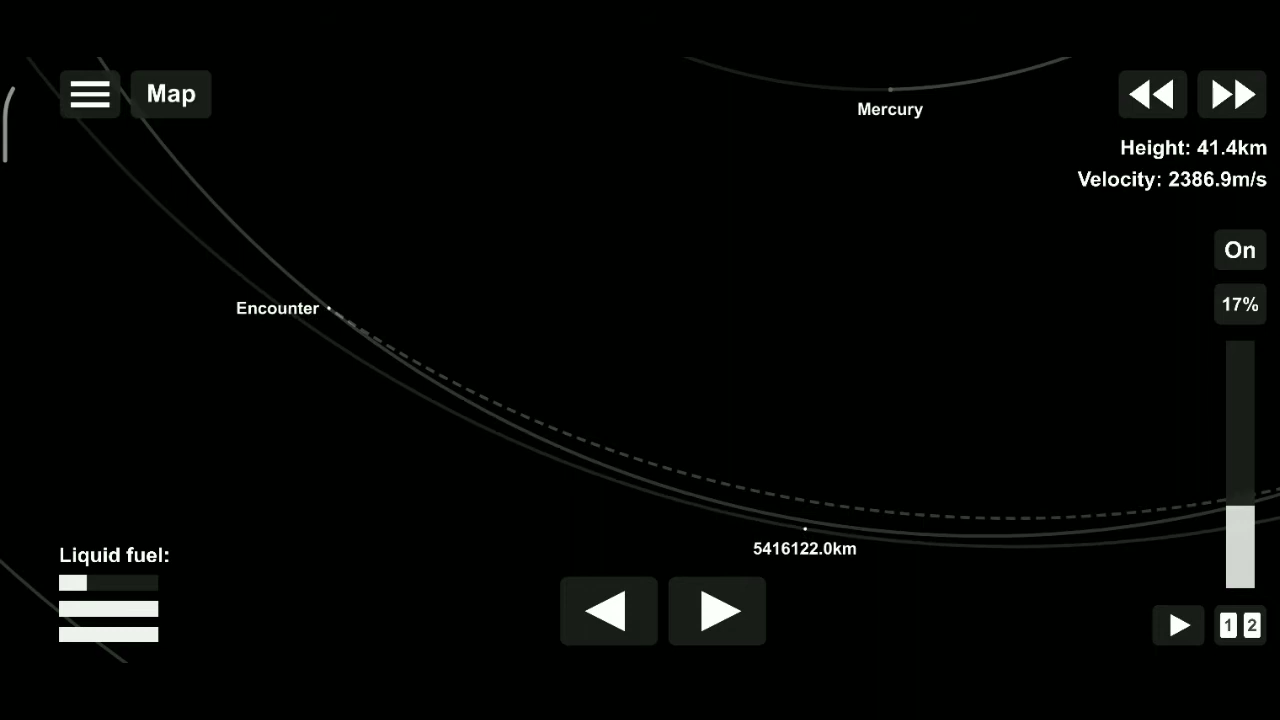 Map
Mercury
Height: 41.4km
Velocity: 2386.9m/s
On
17%
Encounter
5416122.0km
Liquid fuel:
1 2